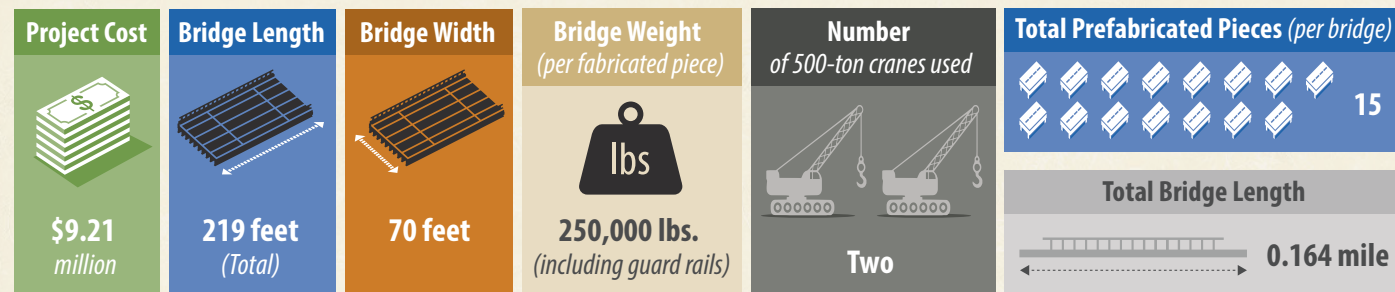 Project Cost
$
$9.21
million
Bridge Length
219 feet
(Total)
Bridge Width
70 feet
Bridge Weight
(per fabricated piece)
lbs
250,000 lbs.
(including guard rails)
Number
of 500-ton cranes used
Two
Total Prefabricated Pieces (per bridge)
15
Total Bridge Length
0.164 mile